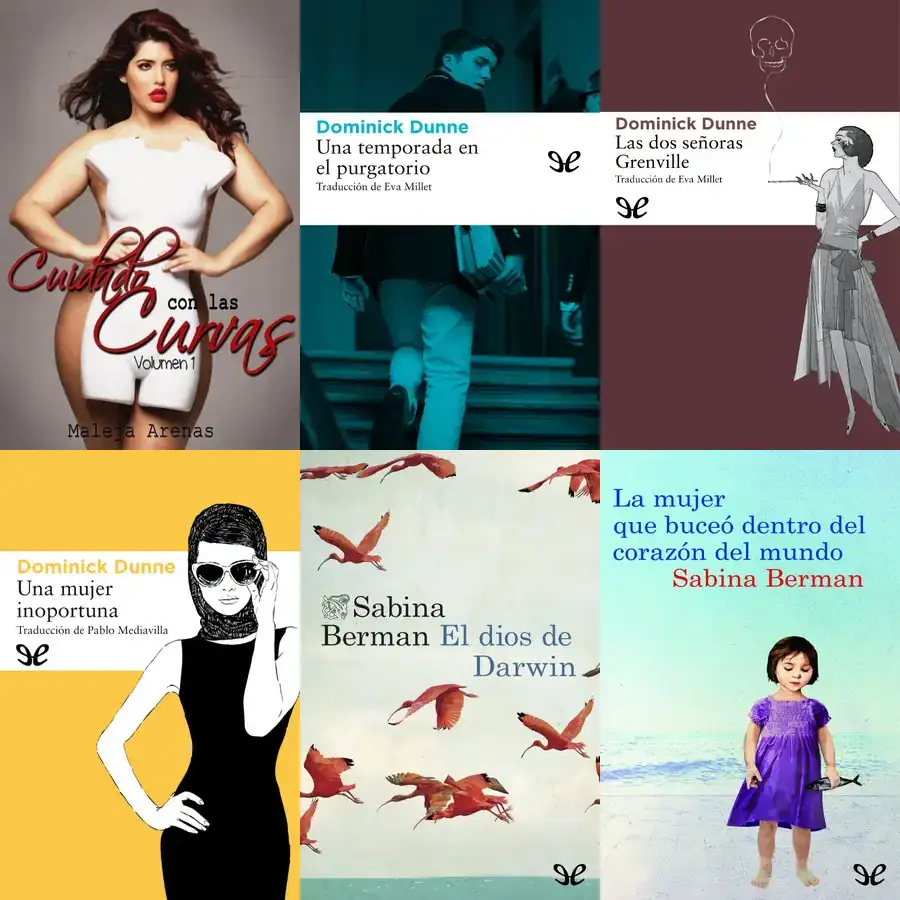 Cuidado
con las
Curvas
Volumen 1
Maleja Arenas
Dominick Dunne
Una temporada en
el purgatorio
Traducción de Eva Millet
Dominick Dunne
Las dos señoras
Grenville
Traducción de Eva Millet
Dominick Dunne
Una mujer
inoportuna
Traducción de Pablo Mediavilla
Sabina
Berman El dios de
Darwin
La mujer
que buceó dentro del
corazón del mundo
Sabina Berman